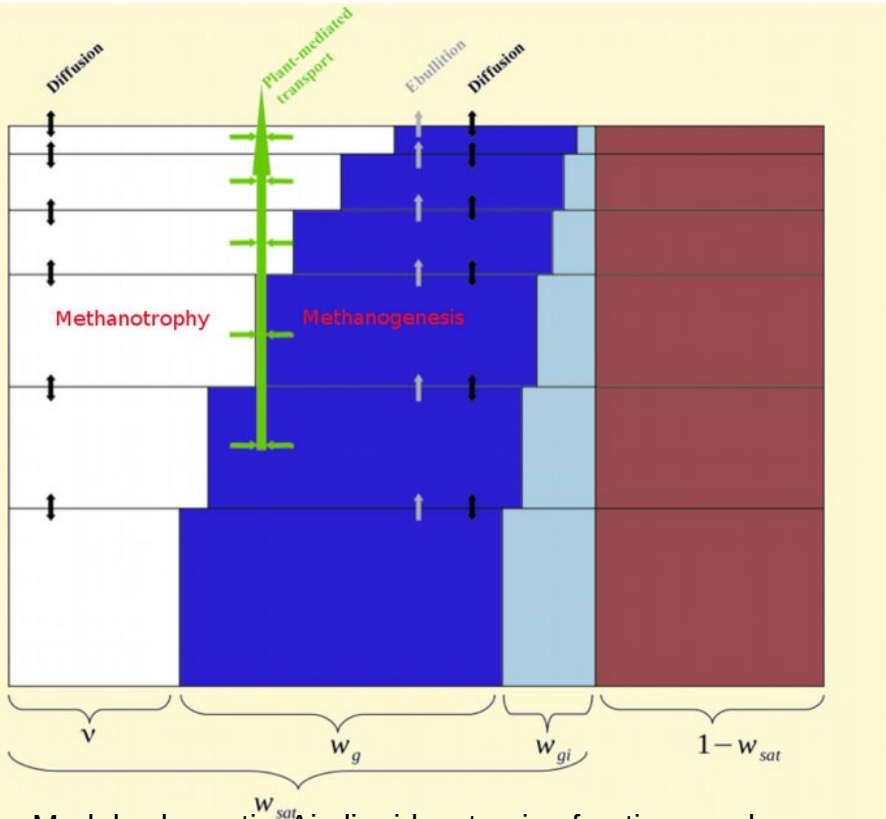 Diffusion
Plant-mediated
transport
Ebullition
Diffusion
Methanotrophy
Methanogenesis
ν
w_g
w_gi
1−w_sat
w_sat